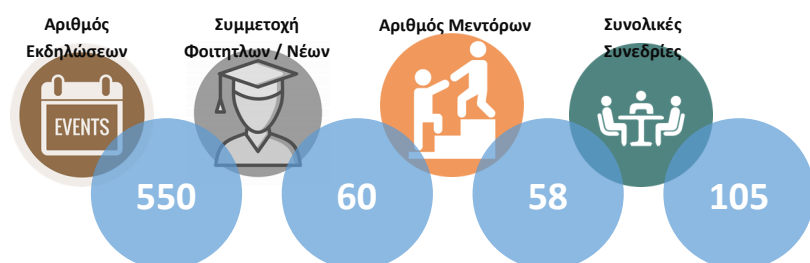 Αριθμός
Εκδηλώσεων
Συμμετοχή
Φοιτητλων / Νέων
Αριθμός Μεντόρων
Συνολικές
Συνεδρίες
EVENTS
550
60
58
105